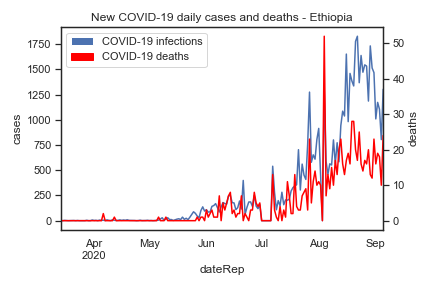 New COVID-19 daily cases and deaths - Ethiopia
COVID-19 infections
COVID-19 deaths
cases
1750
1500
1250
1000
750
500
250
0
deaths
50
40
30
20
10
0
Apr
2020
May
Jun
Jul
Aug
Sep
dateRep